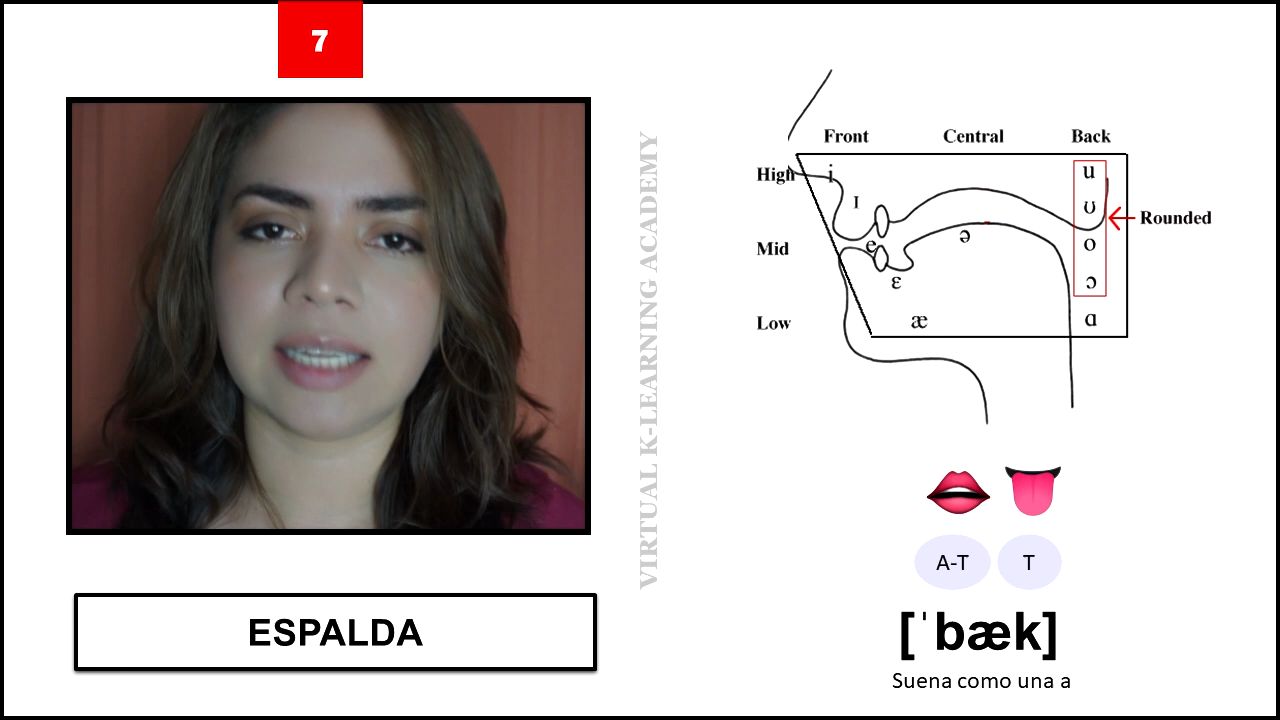 7
Front Central Back
High i u
ɪ ʊ
Rounded
Mid e ə o
ɛ ɔ
Low æ ɑ
VIRTUAL K-LEARNING ACADEMY
A-T T
ESPALDA
[ˈbæk]
Suena como una a